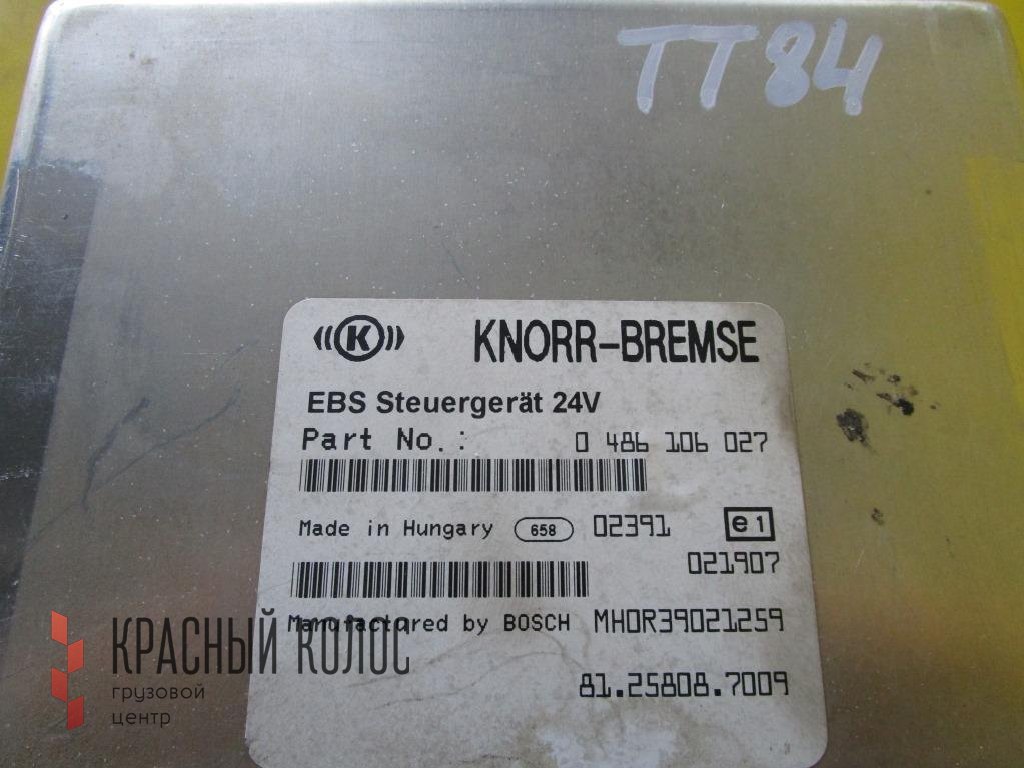 TT84
K KNORR-BREMSE
EBS Steuergerät 24V
Part No.: 0 486 106 027
Made in Hungary 658 02391 e1
021907
Manufactured by BOSCH MHOR39021259
81.25808.7009
КРАСНЫЙ КОЛОС
грузовой
центр